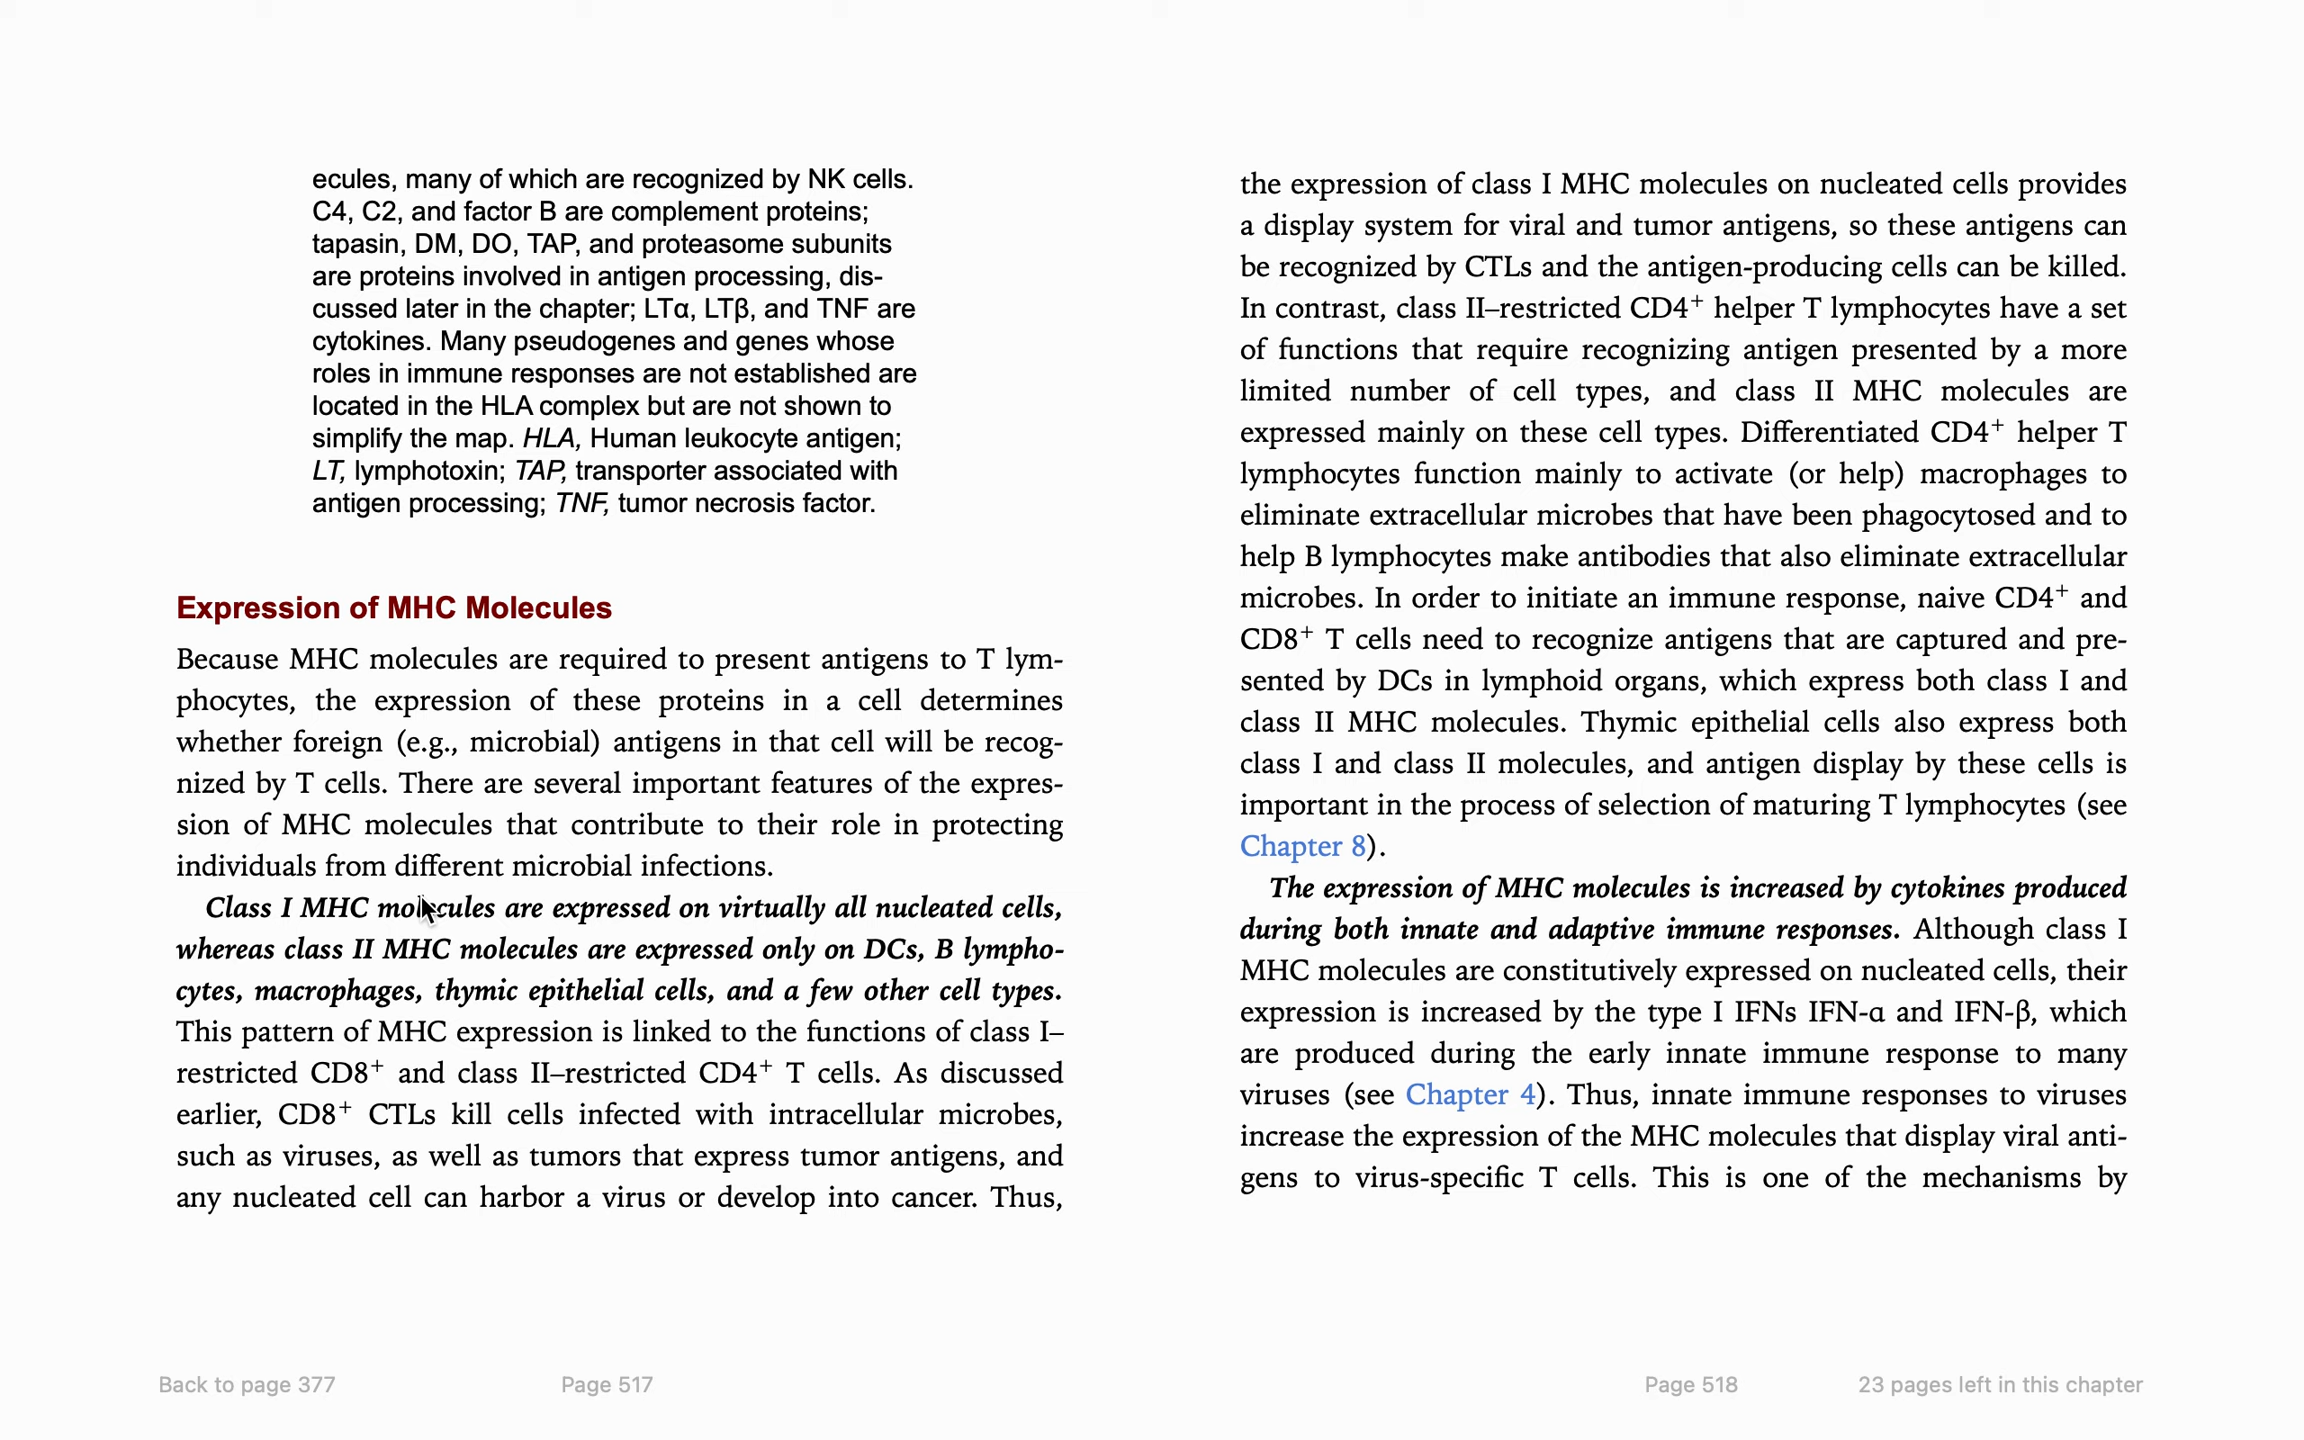 ecules, many of which are recognized by NK cells.
C4, C2, and factor B are complement proteins;
tapasin, DM, DO, TAP, and proteasome subunits
are proteins involved in antigen processing, dis-
cussed later in the chapter; LTα, LTβ, and TNF are
cytokines. Many pseudogenes and genes whose
roles in immune responses are not established are
located in the HLA complex but are not shown to
simplify the map. HLA, Human leukocyte antigen;
LT, lymphotoxin; TAP, transporter associated with
antigen processing; TNF, tumor necrosis factor.
Expression of MHC Molecules
Because MHC molecules are required to present antigens to T lym-
phocytes, the expression of these proteins in a cell determines
whether foreign (e.g., microbial) antigens in that cell will be recog-
nized by T cells. There are several important features of the expres-
sion of MHC molecules that contribute to their role in protecting
individuals from different microbial infections.
Class I MHC molecules are expressed on virtually all nucleated cells,
whereas class II MHC molecules are expressed only on DCs, B lympho-
cytes, macrophages, thymic epithelial cells, and a few other cell types.
This pattern of MHC expression is linked to the functions of class I–
restricted CD8⁺ and class II–restricted CD4⁺ T cells. As discussed
earlier, CD8⁺ CTLs kill cells infected with intracellular microbes,
such as viruses, as well as tumors that express tumor antigens, and
any nucleated cell can harbor a virus or develop into cancer. Thus,
the expression of class I MHC molecules on nucleated cells provides
a display system for viral and tumor antigens, so these antigens can
be recognized by CTLs and the antigen-producing cells can be killed.
In contrast, class II–restricted CD4⁺ helper T lymphocytes have a set
of functions that require recognizing antigen presented by a more
limited number of cell types, and class II MHC molecules are
expressed mainly on these cell types. Differentiated CD4⁺ helper T
lymphocytes function mainly to activate (or help) macrophages to
eliminate extracellular microbes that have been phagocytosed and to
help B lymphocytes make antibodies that also eliminate extracellular
microbes. In order to initiate an immune response, naive CD4⁺ and
CD8⁺ T cells need to recognize antigens that are captured and pre-
sented by DCs in lymphoid organs, which express both class I and
class II MHC molecules. Thymic epithelial cells also express both
class I and class II molecules, and antigen display by these cells is
important in the process of selection of maturing T lymphocytes (see
Chapter 8).
The expression of MHC molecules is increased by cytokines produced
during both innate and adaptive immune responses. Although class I
MHC molecules are constitutively expressed on nucleated cells, their
expression is increased by the type I IFNs IFN-α and IFN-β, which
are produced during the early innate immune response to many
viruses (see Chapter 4). Thus, innate immune responses to viruses
increase the expression of the MHC molecules that display viral anti-
gens to virus-specific T cells. This is one of the mechanisms by
Back to page 377
Page 517
Page 518
23 pages left in this chapter